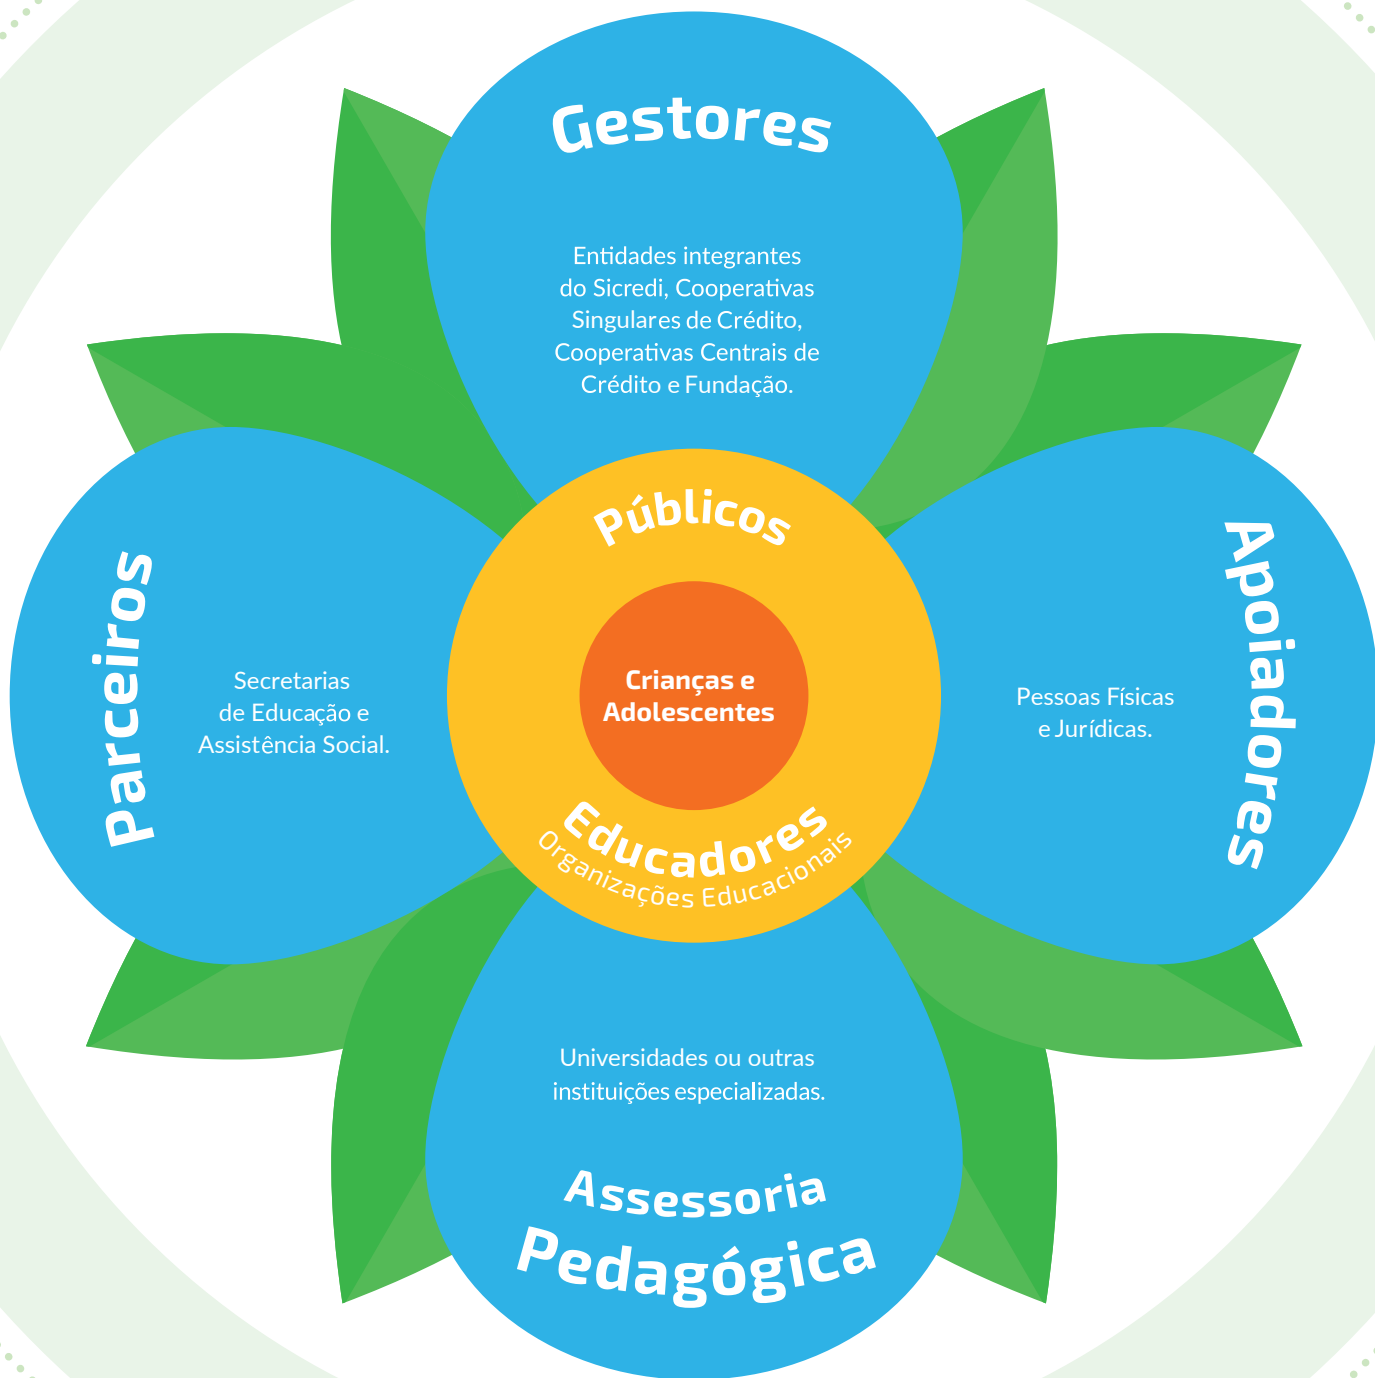 Gestores
Entidades integrantes
do Sicredi, Cooperativas
Singulares de Crédito,
Cooperativas Centrais de
Crédito e Fundação.
Públicos
Crianças e
Adolescentes
Educadores
Organizações Educacionais
Parceiros
Secretarias
de Educação e
Assistência Social.
Pessoas Físicas
e Jurídicas.
Apoiadores
Universidades ou outras
instituições especializadas.
Assessoria
Pedagógica